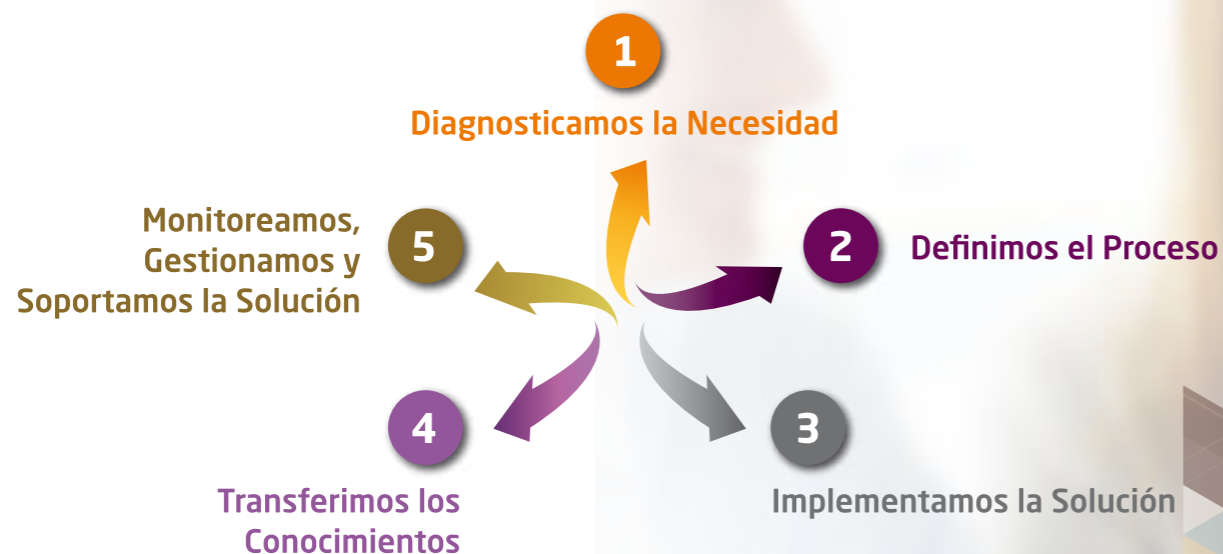 1
Diagnosticamos la Necesidad
2
Definimos el Proceso
3
Implementamos la Solución
4
Transferimos los
Conocimientos
5
Monitoreamos,
Gestionamos y
Soportamos la Solución